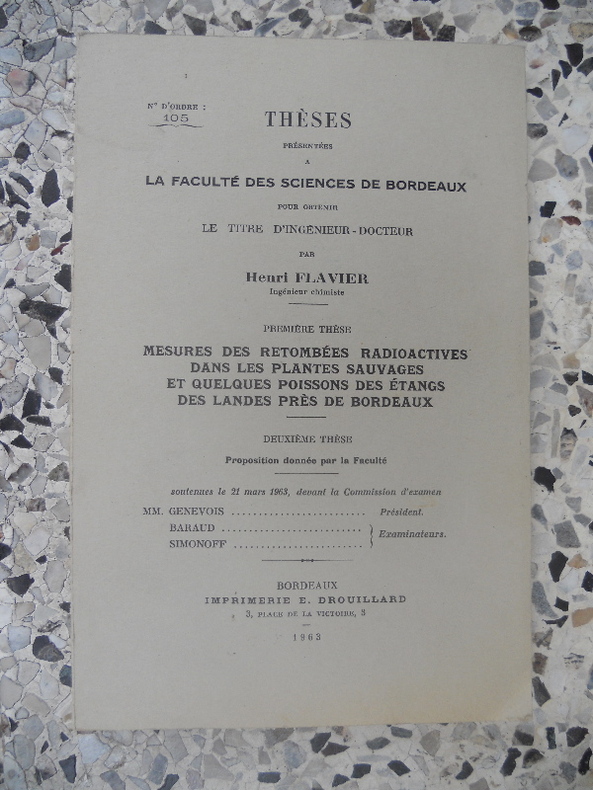 N° D'ORDRE :
105
THÈSES
PRÉSENTÉES
A
LA FACULTÉ DES SCIENCES DE BORDEAUX
POUR OBTENIR
LE TITRE D'INGÉNIEUR-DOCTEUR
PAR
Henri FLAVIER
Ingénieur chimiste
PREMIÈRE THÈSE
MESURES DES RETOMBÉES RADIOACTIVES
DANS LES PLANTES SAUVAGES
ET QUELQUES POISSONS DES ÉTANGS
DES LANDES PRÈS DE BORDEAUX
DEUXIÈME THÈSE
Proposition donnée par la Faculté
soutenues le 21 mars 1963, devant la Commission d'examen
MM. GENEVOIS ........................ Président.
BARAUD ........................
SIMONOFF ...................... } Examinateurs.
BORDEAUX
IMPRIMERIE E. DROUILLARD
3, PLACE DE LA VICTOIRE, 3
1963